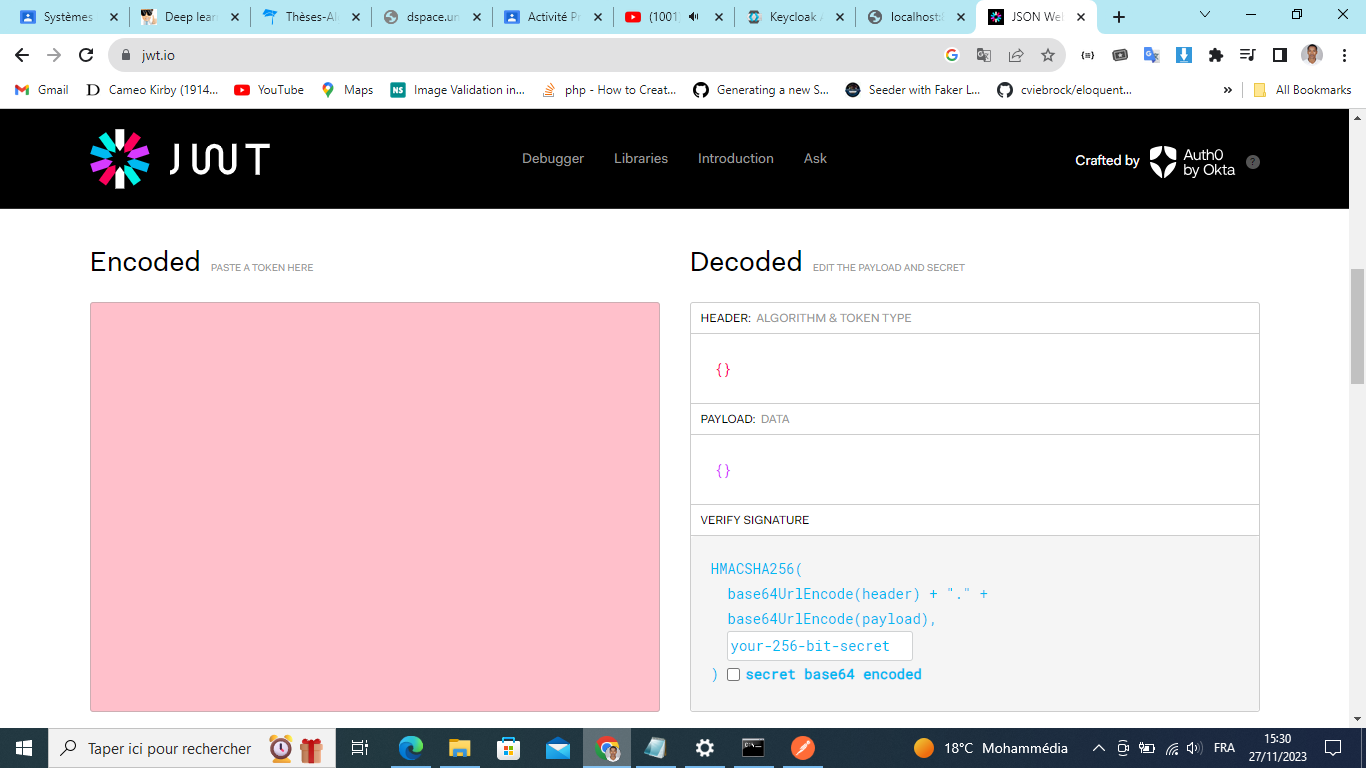 Systèmes
Deep lear
Thèses-Al
dspace.un
Activité Pr
(1001)
Keycloak A
localhost:
JSON Wel
jwt.io
Gmail
Cameo Kirby (1914...
YouTube
Maps
NS
Image Validation in...
php - How to Creat...
Generating a new S...
Seeder with Faker L...
cviebrock/eloquent...
»
All Bookmarks
JWT
Debugger
Libraries
Introduction
Ask
Crafted by
Auth0
by Okta
?
Encoded PASTE A TOKEN HERE
Decoded EDIT THE PAYLOAD AND SECRET
HEADER: ALGORITHM & TOKEN TYPE
{}
PAYLOAD: DATA
{}
VERIFY SIGNATURE
HMACSHA256(
base64UrlEncode(header) + "." +
base64UrlEncode(payload),
your-256-bit-secret
) secret base64 encoded
Taper ici pour rechercher
18°C Mohammédia
FRA
15:30
27/11/2023